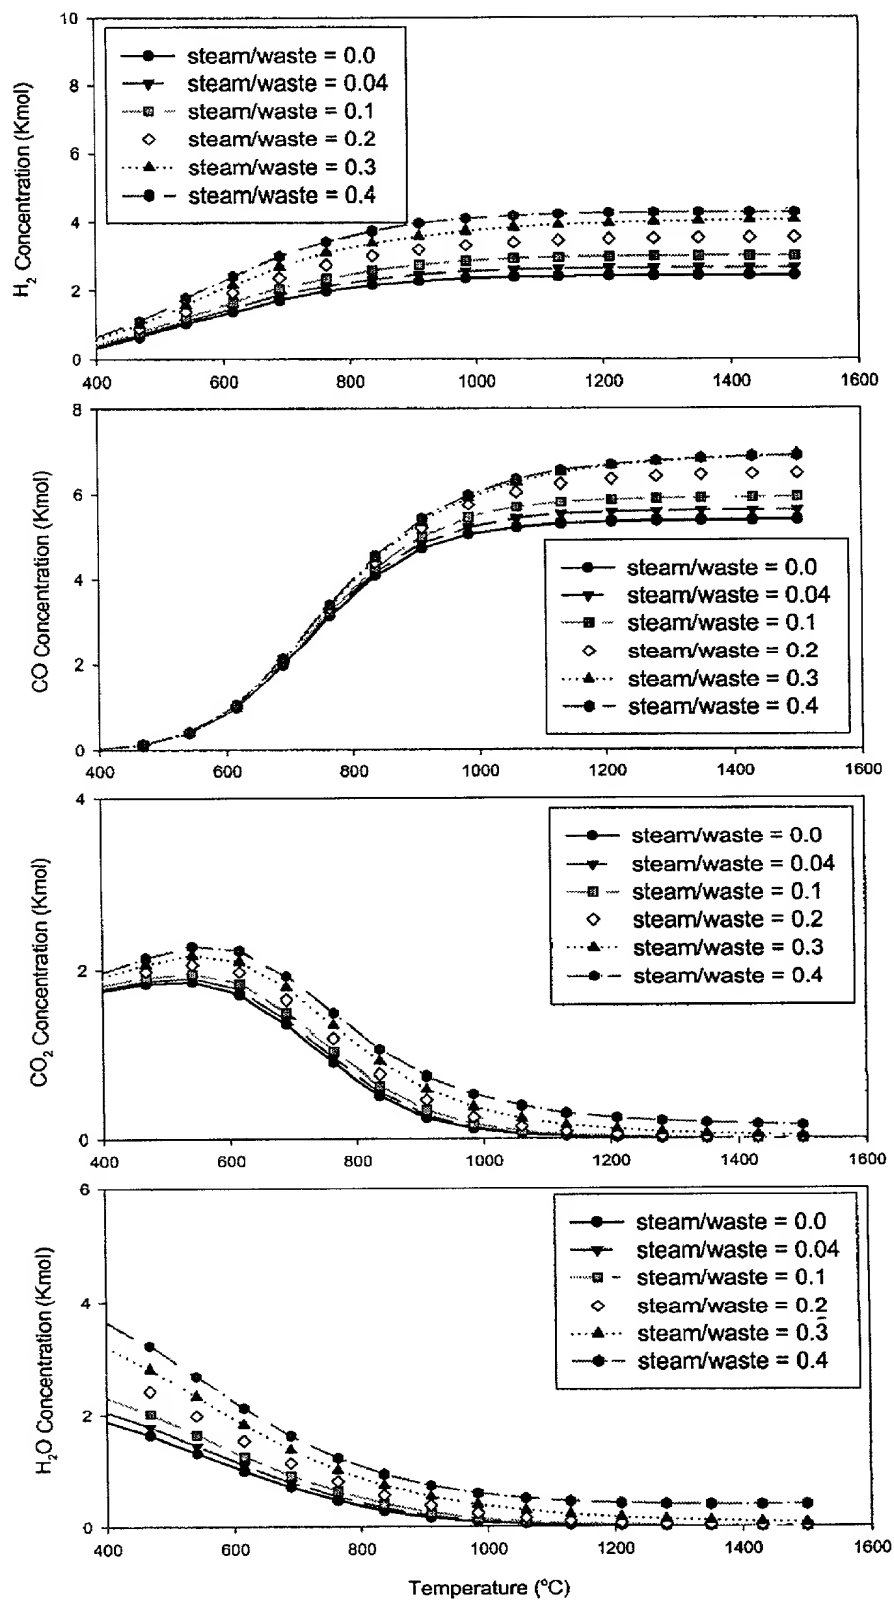 H2 Concentration (Kmol)
10
8
6
4
2
0
steam/waste = 0.0
steam/waste = 0.04
steam/waste = 0.1
steam/waste = 0.2
steam/waste = 0.3
steam/waste = 0.4
400 600 800 1000 1200 1400 1600
CO Concentration (Kmol)
8
6
4
2
0
steam/waste = 0.0
steam/waste = 0.04
steam/waste = 0.1
steam/waste = 0.2
steam/waste = 0.3
steam/waste = 0.4
400 600 800 1000 1200 1400 1600
CO2 Concentration (Kmol)
4
2
0
steam/waste = 0.0
steam/waste = 0.04
steam/waste = 0.1
steam/waste = 0.2
steam/waste = 0.3
steam/waste = 0.4
400 600 800 1000 1200 1400 1600
H2O Concentration (Kmol)
6
4
2
0
steam/waste = 0.0
steam/waste = 0.04
steam/waste = 0.1
steam/waste = 0.2
steam/waste = 0.3
steam/waste = 0.4
400 600 800 1000 1200 1400 1600
Temperature (°C)